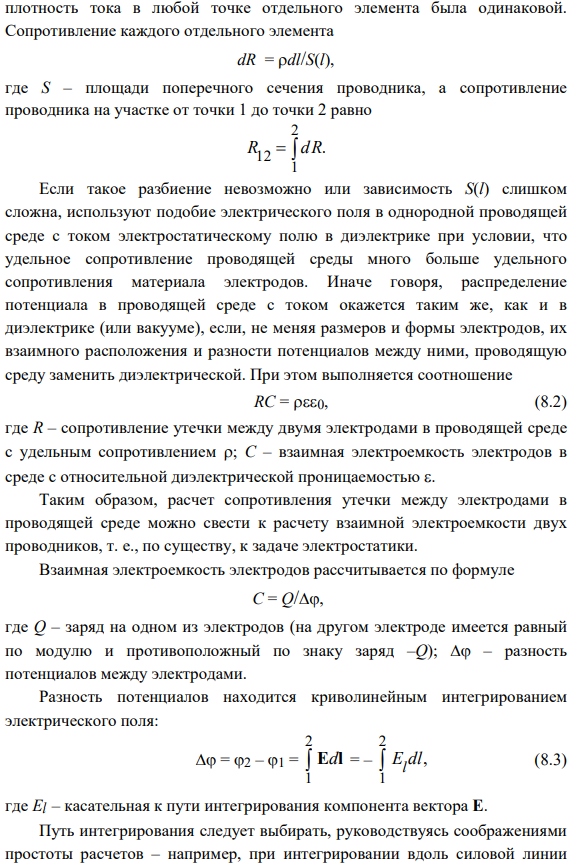 плотность тока в любой точке отдельного элемента была одинаковой.
Сопротивление каждого отдельного элемента
dR = ρdl/S(l),
где S – площади поперечного сечения проводника, а сопротивление
проводника на участке от точки 1 до точки 2 равно
R₁₂ = ∫₁² dR.
Если такое разбиение невозможно или зависимость S(l) слишком
сложна, используют подобие электрического поля в однородной проводящей
среде с током электростатическому полю в диэлектрике при условии, что
удельное сопротивление проводящей среды много больше удельного
сопротивления материала электродов. Иначе говоря, распределение
потенциала в проводящей среде с током окажется таким же, как и в
диэлектрике (или вакууме), если, не меняя размеров и формы электродов, их
взаимного расположения и разности потенциалов между ними, проводящую
среду заменить диэлектрической. При этом выполняется соотношение
RC = ρεε0, (8.2)
где R – сопротивление утечки между двумя электродами в проводящей среде
с удельным сопротивлением ρ; C – взаимная электроемкость электродов в
среде с относительной диэлектрической проницаемостью ε.
Таким образом, расчет сопротивления утечки между электродами в
проводящей среде можно свести к расчету взаимной электроемкости двух
проводников, т. е., по существу, к задаче электростатики.
Взаимная электроемкость электродов рассчитывается по формуле
C = Q/Δφ,
где Q – заряд на одном из электродов (на другом электроде имеется равный
по модулю и противоположный по знаку заряд –Q); Δφ – разность
потенциалов между электродами.
Разность потенциалов находится криволинейным интегрированием
электрического поля:
Δφ = φ2 – φ1 = ∫₁² Edl = – ∫₁² Eₗdl, (8.3)
где El – касательная к пути интегрирования компонента вектора E.
Путь интегрирования следует выбирать, руководствуясь соображениями
простоты расчетов – например, при интегрировании вдоль силовой линии